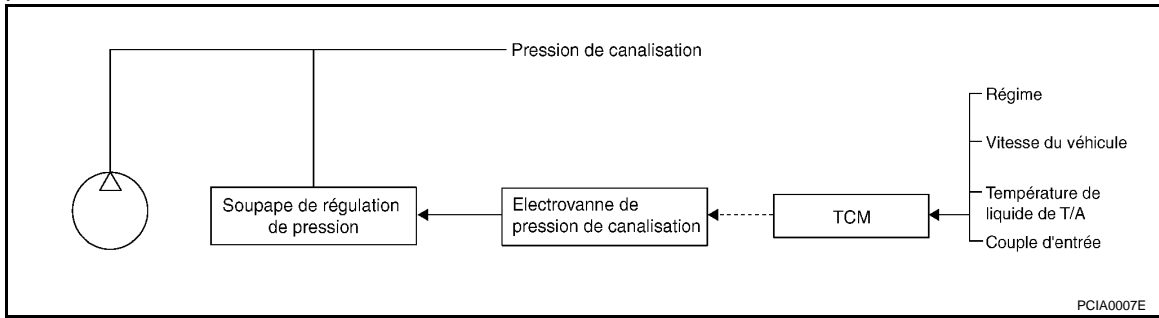 Pression de canalisation
Régime
Vitesse du véhicule
Température de
liquide de T/A
Couple d'entrée
Soupape de régulation
de pression
Electrovanne de
pression de canalisation
TCM
PCIA0007E